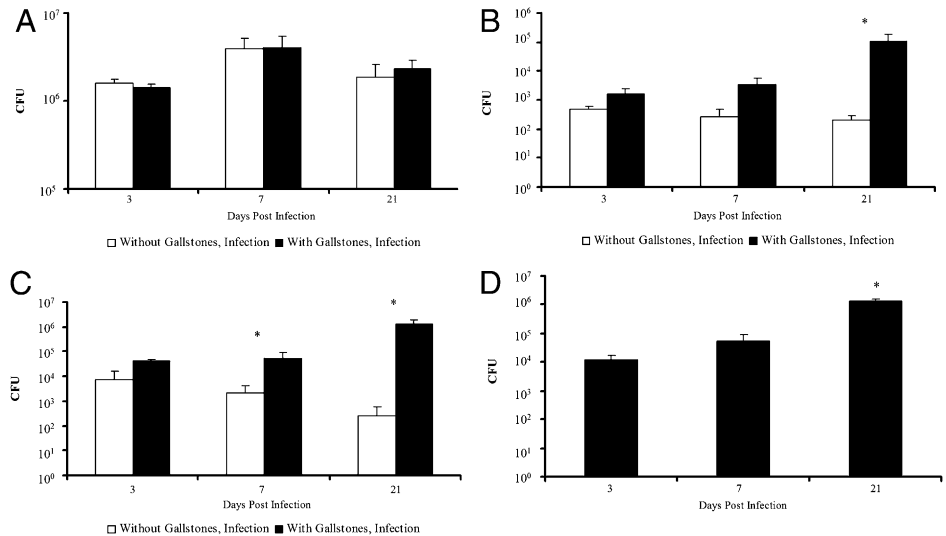 A
10^7
10^6
10^5
CFU
3 7 21
Days Post Infection
Without Gallstones, Infection With Gallstones, Infection
B
10^6
10^5
10^4
10^3
10^2
10^1
10^0
CFU
*
3 7 21
Days Post Infection
Without Gallstones, Infection With Gallstones, Infection
C
10^7
10^6
10^5
10^4
10^3
10^2
10^1
10^0
CFU
* *
3 7 21
Days Post Infection
Without Gallstones, Infection With Gallstones, Infection
D
10^7
10^6
10^5
10^4
10^3
10^2
10^1
10^0
CFU
*
3 7 21
Days Post Infection